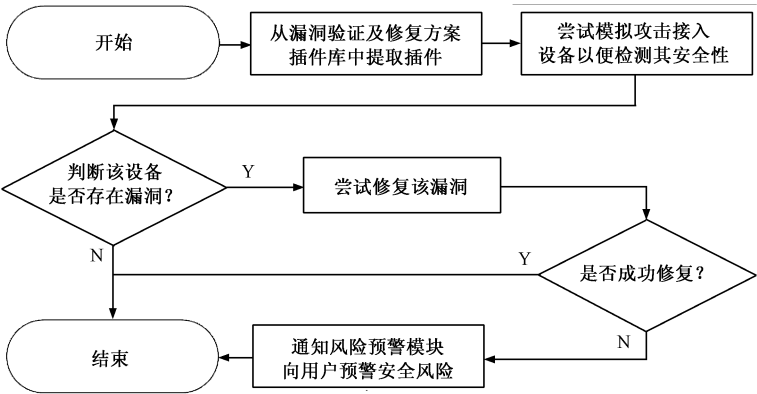 开始
从漏洞验证及修复方案
插件库中提取插件
尝试模拟攻击接入
设备以便检测其安全性
判断该设备
是否存在漏洞？
Y
尝试修复该漏洞
N
Y
是否成功修复？
N
结束
通知风险预警模块
向用户预警安全风险